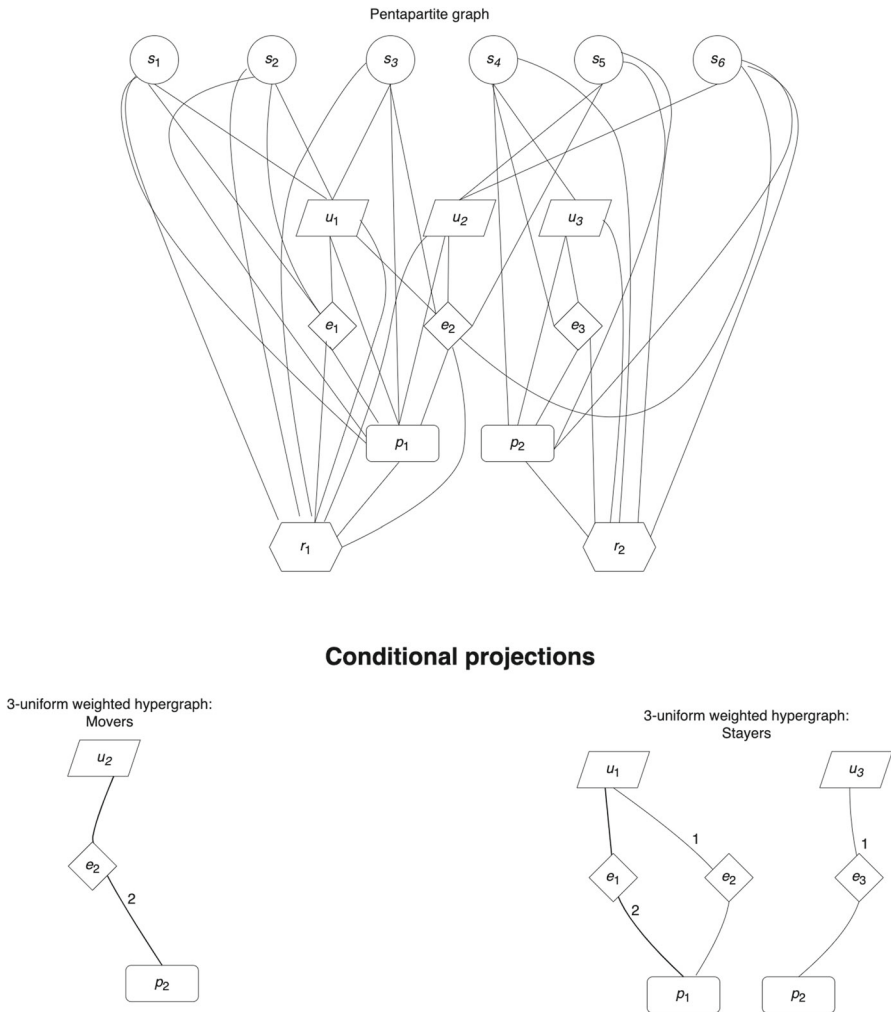 Pentapartite graph
s1 s2 s3 s4 s5 s6
u1 u2 u3
e1 e2 e3
p1 p2
r1 r2
Conditional projections
3-uniform weighted hypergraph:
Movers
u2
e2
2
p2
3-uniform weighted hypergraph:
Stayers
u1 u3
1 1
e1 e2 e3
2
p1 p2